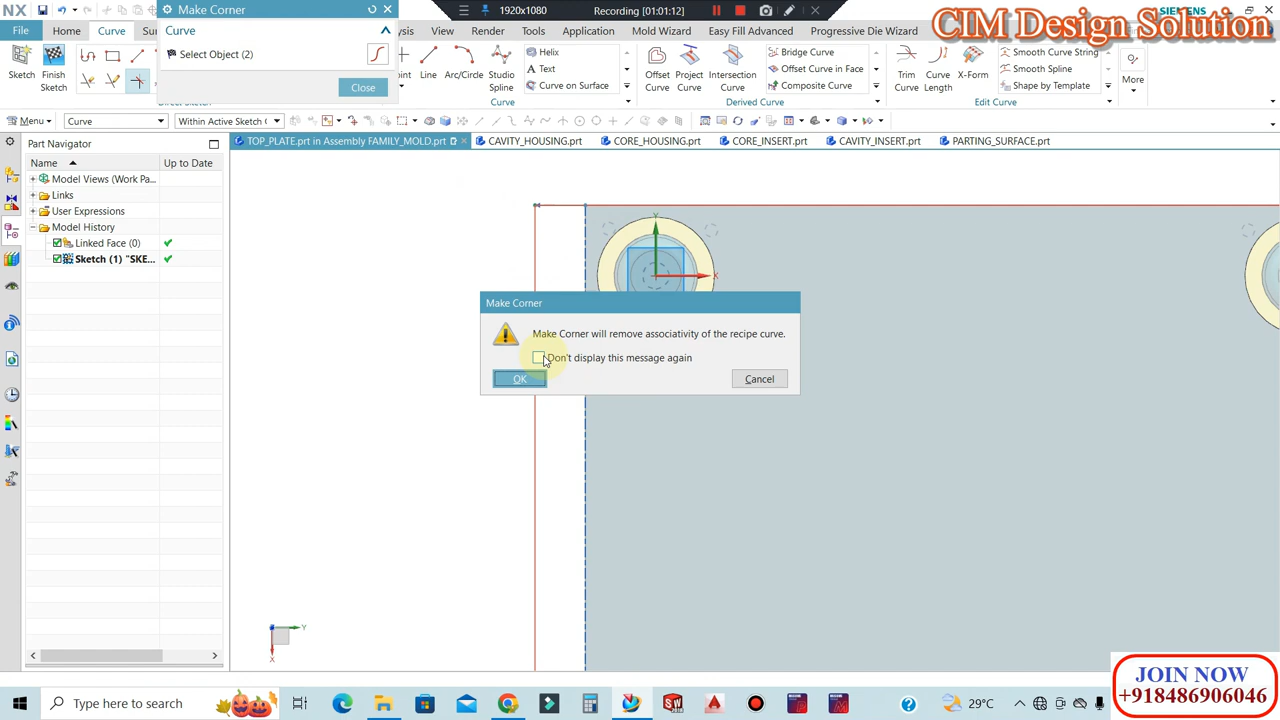 NX
Make Corner
1920x1080
Recording [01:01:12]
SIEMENS
CIM Design Solution
File
Home
Curve
Su
View
Render
Tools
Application
Mold Wizard
Easy Fill Advanced
Progressive Die Wizard
Curve
Select Object (2)
Close
Sketch
Finish
Sketch
Direct Sketch
Line
Arc/Circle
Studio
Spline
Helix
Text
Curve on Surface
Curve
Offset
Curve
Project
Curve
Intersection
Curve
Bridge Curve
Offset Curve in Face
Composite Curve
Derived Curve
Trim
Curve
Curve
Length
X-Form
Smooth Curve String
Smooth Spline
Shape by Template
Edit Curve
More
Menu
Curve
Within Active Sketch
TOP_PLATE.prt in Assembly FAMILY_MOLD.prt
CAVITY_HOUSING.prt
CORE_HOUSING.prt
CORE_INSERT.prt
CAVITY_INSERT.prt
PARTING_SURFACE.prt
Part Navigator
Name
Up to Date
Model Views (Work Pa...
Links
User Expressions
Model History
Linked Face (0)
Sketch (1) "SKE...
Y
X
Make Corner
Make Corner will remove associativity of the recipe curve.
Don't display this message again
OK
Cancel
Y
X
JOIN NOW
+918486906046
Type here to search
29°C